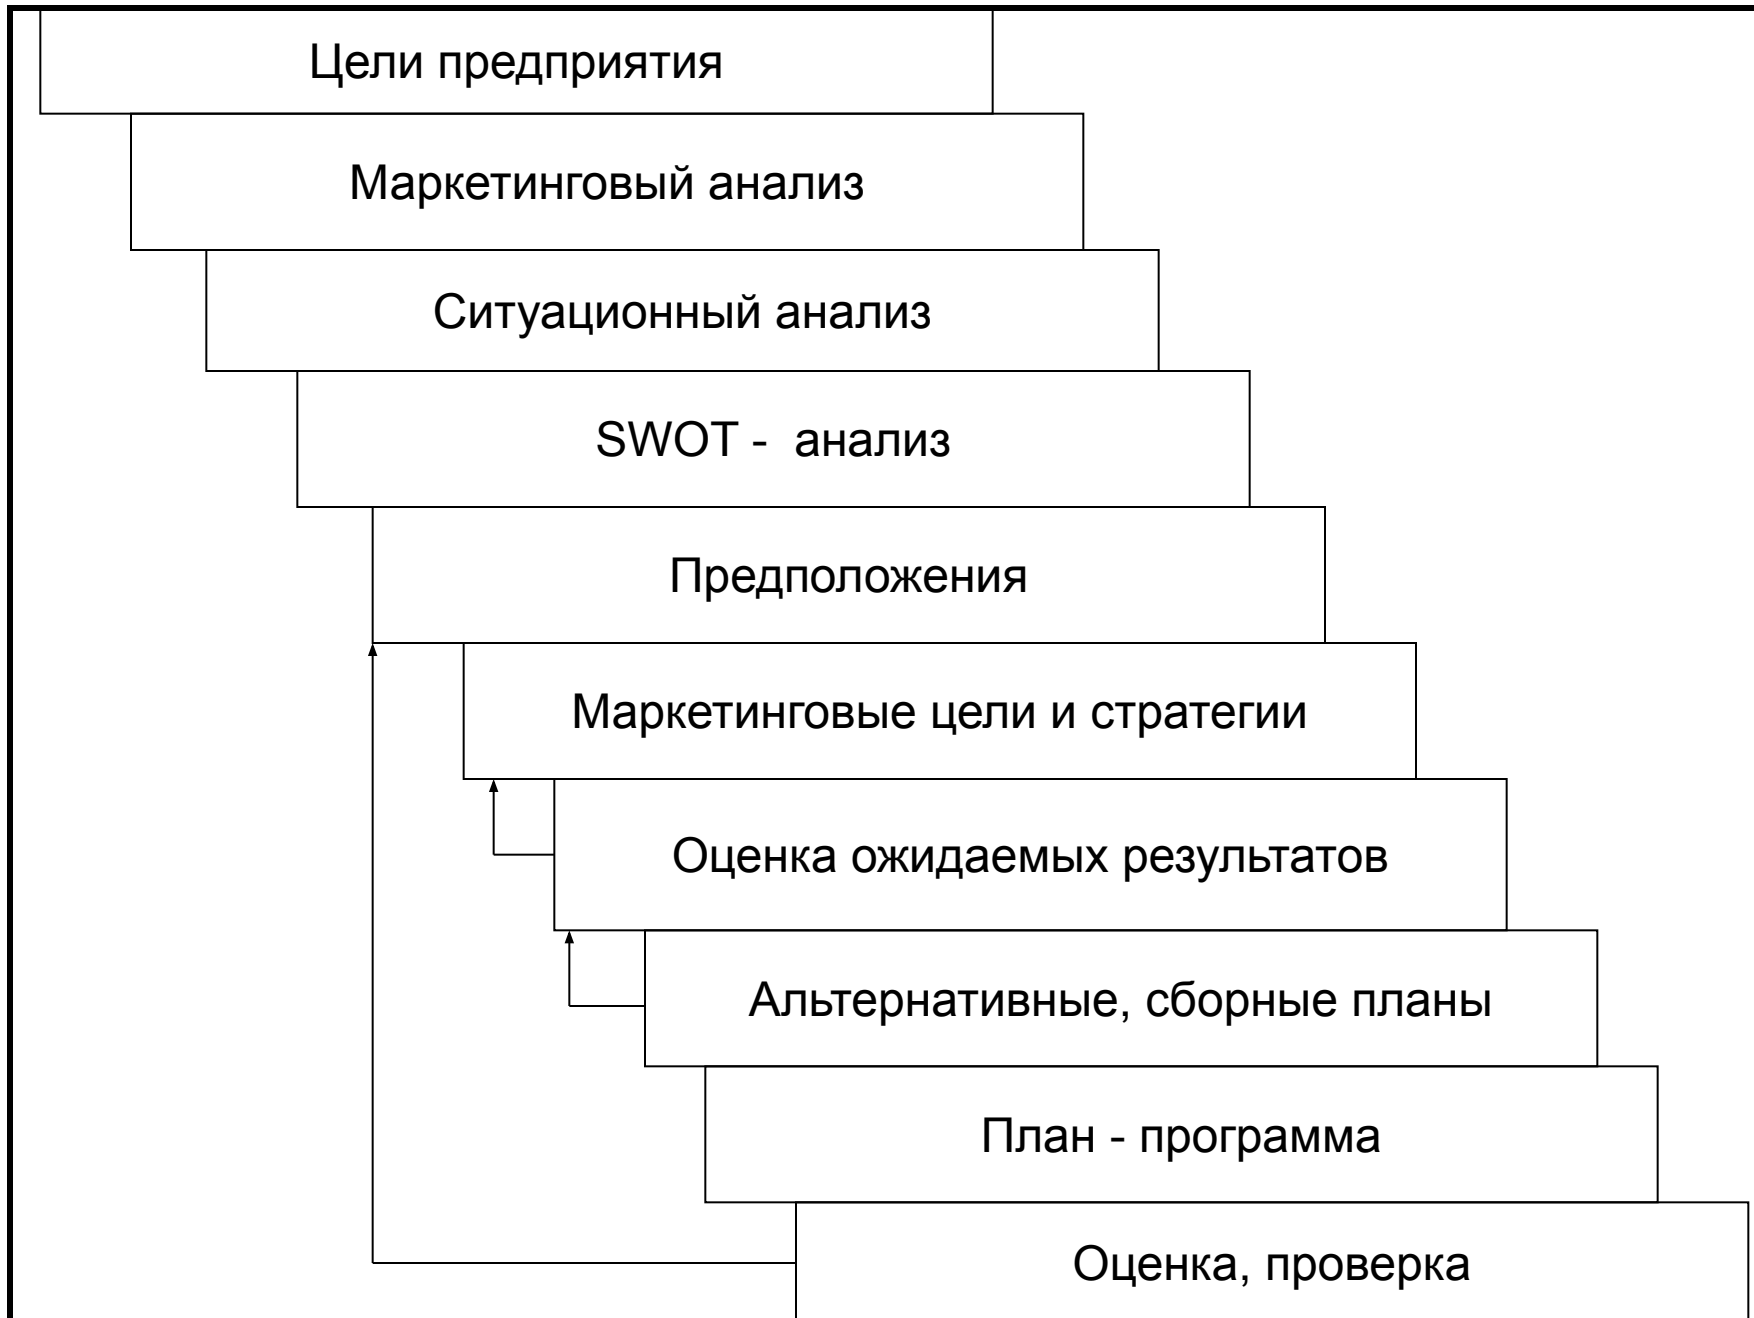 Цели предприятия
Маркетинговый анализ
Ситуационный анализ
SWOT -  анализ
Предположения
Маркетинговые цели и стратегии
Оценка ожидаемых результатов
Альтернативные, сборные планы
План - программа
Оценка, проверка